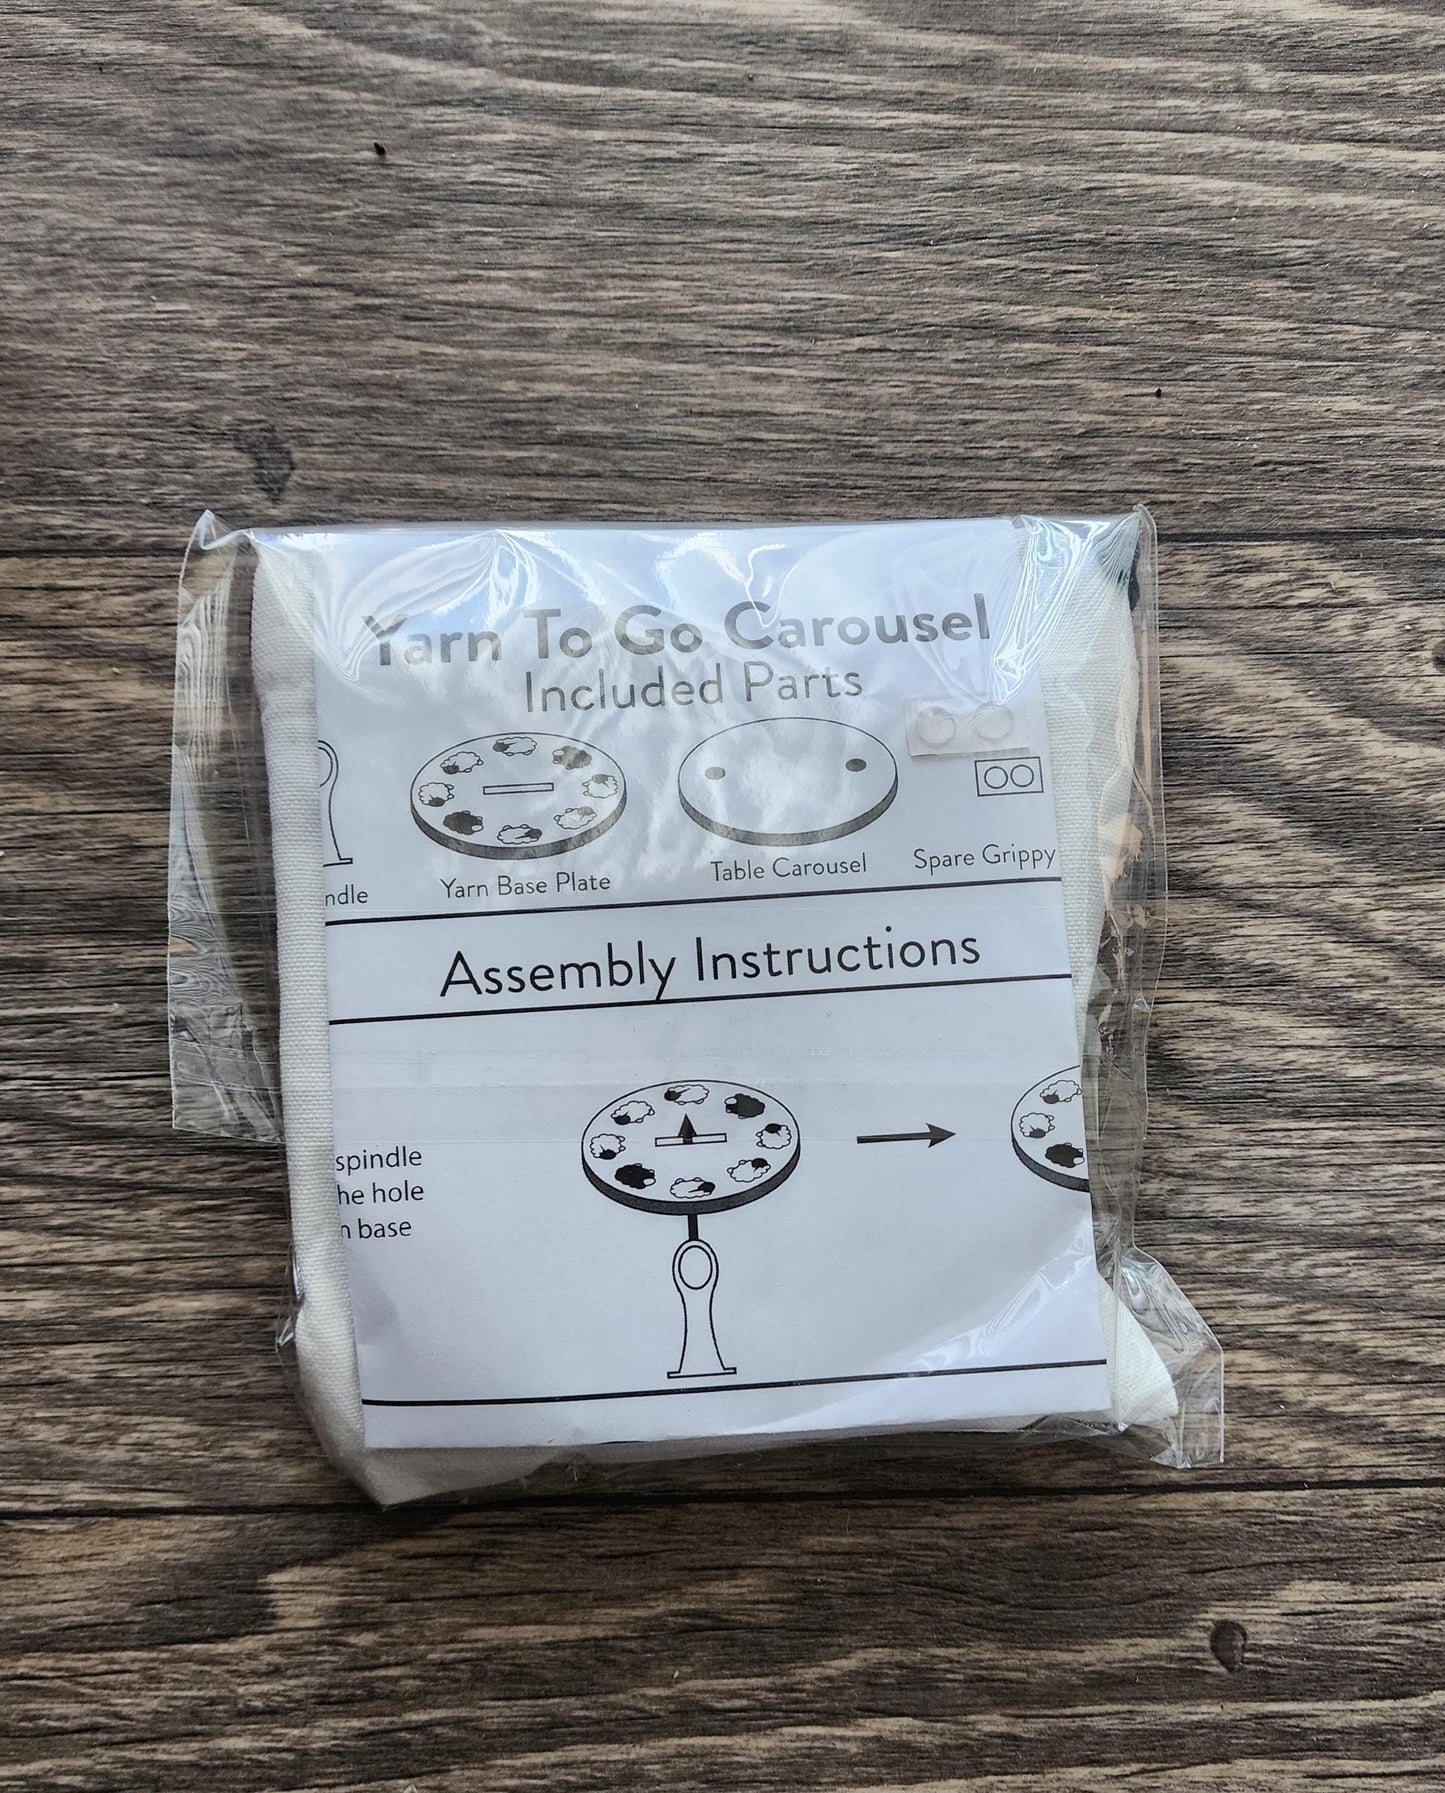 Yarn To Go Carousel
Included Parts
ndle
Yarn Base Plate
Table Carousel
Spare Grippy
Assembly Instructions
spindle
he hole
n base